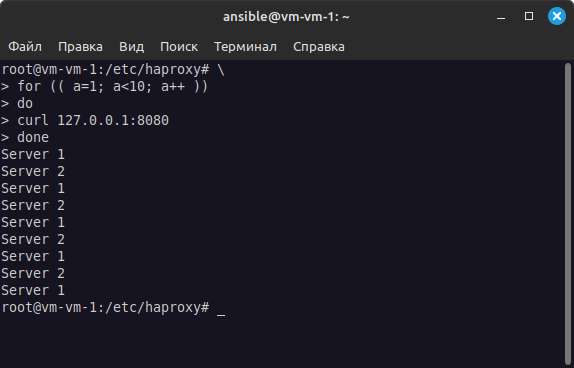 ansible@vm-vm-1: ~
Файл Правка Вид Поиск Терминал Справка
root@vm-vm-1:/etc/haproxy# \
> for (( a=1; a<10; a++ ))
> do
> curl 127.0.0.1:8080
> done
Server 1
Server 2
Server 1
Server 2
Server 1
Server 2
Server 1
Server 2
Server 1
root@vm-vm-1:/etc/haproxy# _